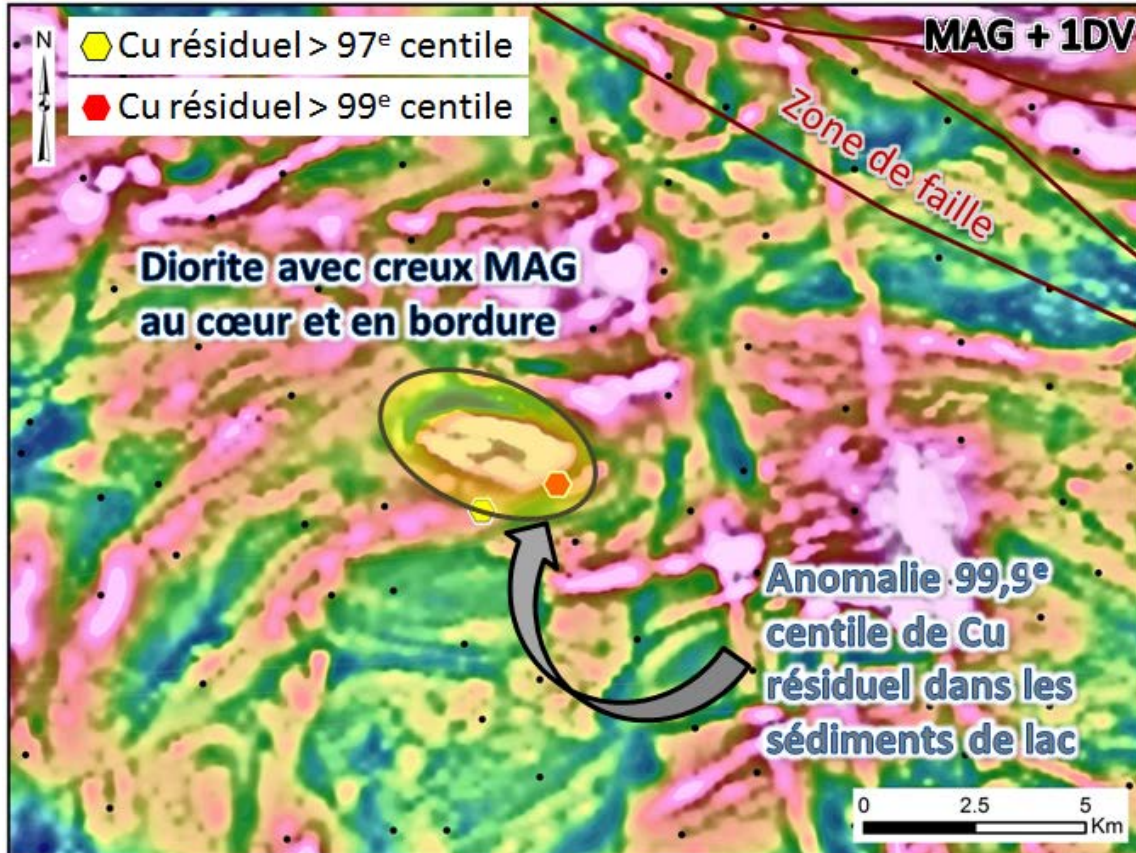 N
Cu résiduel > 97e centile
Cu résiduel > 99e centile
MAG + 1DV
Zone de faille
Diorite avec creux MAG
au cœur et en bordure
Anomalie 99,9e
centile de Cu
résiduel dans les
sédiments de lac
0 2.5 5
Km